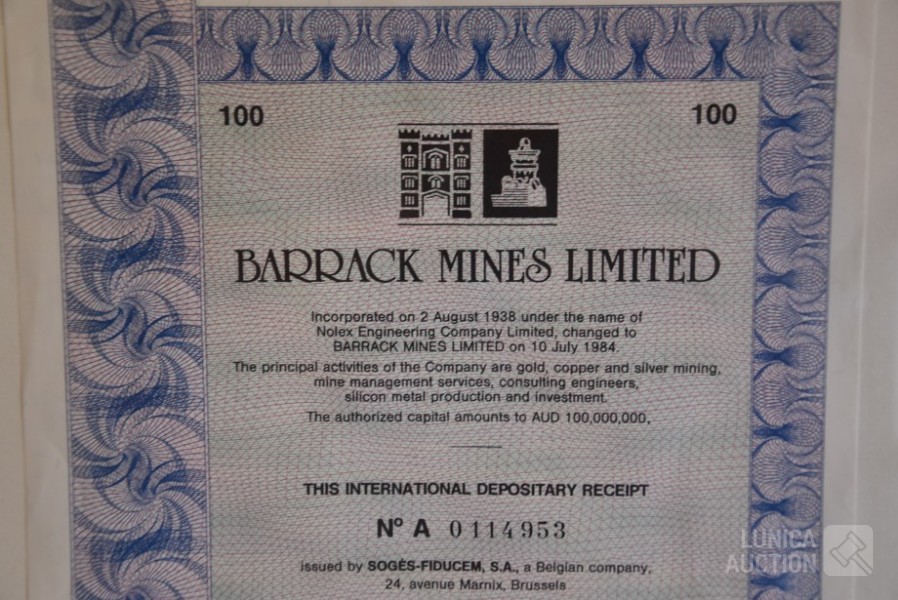 100 100
BARRACK MINES LIMITED
Incorporated on 2 August 1938 under the name of
Nolex Engineering Company Limited, changed to
BARRACK MINES LIMITED on 10 July 1984.
The principal activities of the Company are gold, copper and silver mining,
mine management services, consulting engineers,
silicon metal production and investment.
The authorized capital amounts to AUD 100,000,000.
THIS INTERNATIONAL DEPOSITARY RECEIPT
Nº A 0114953
issued by SOGÉS-FIDUCEM, S.A., a Belgian company,
24, avenue Marnix, Brussels
LUNICA
AUCTION